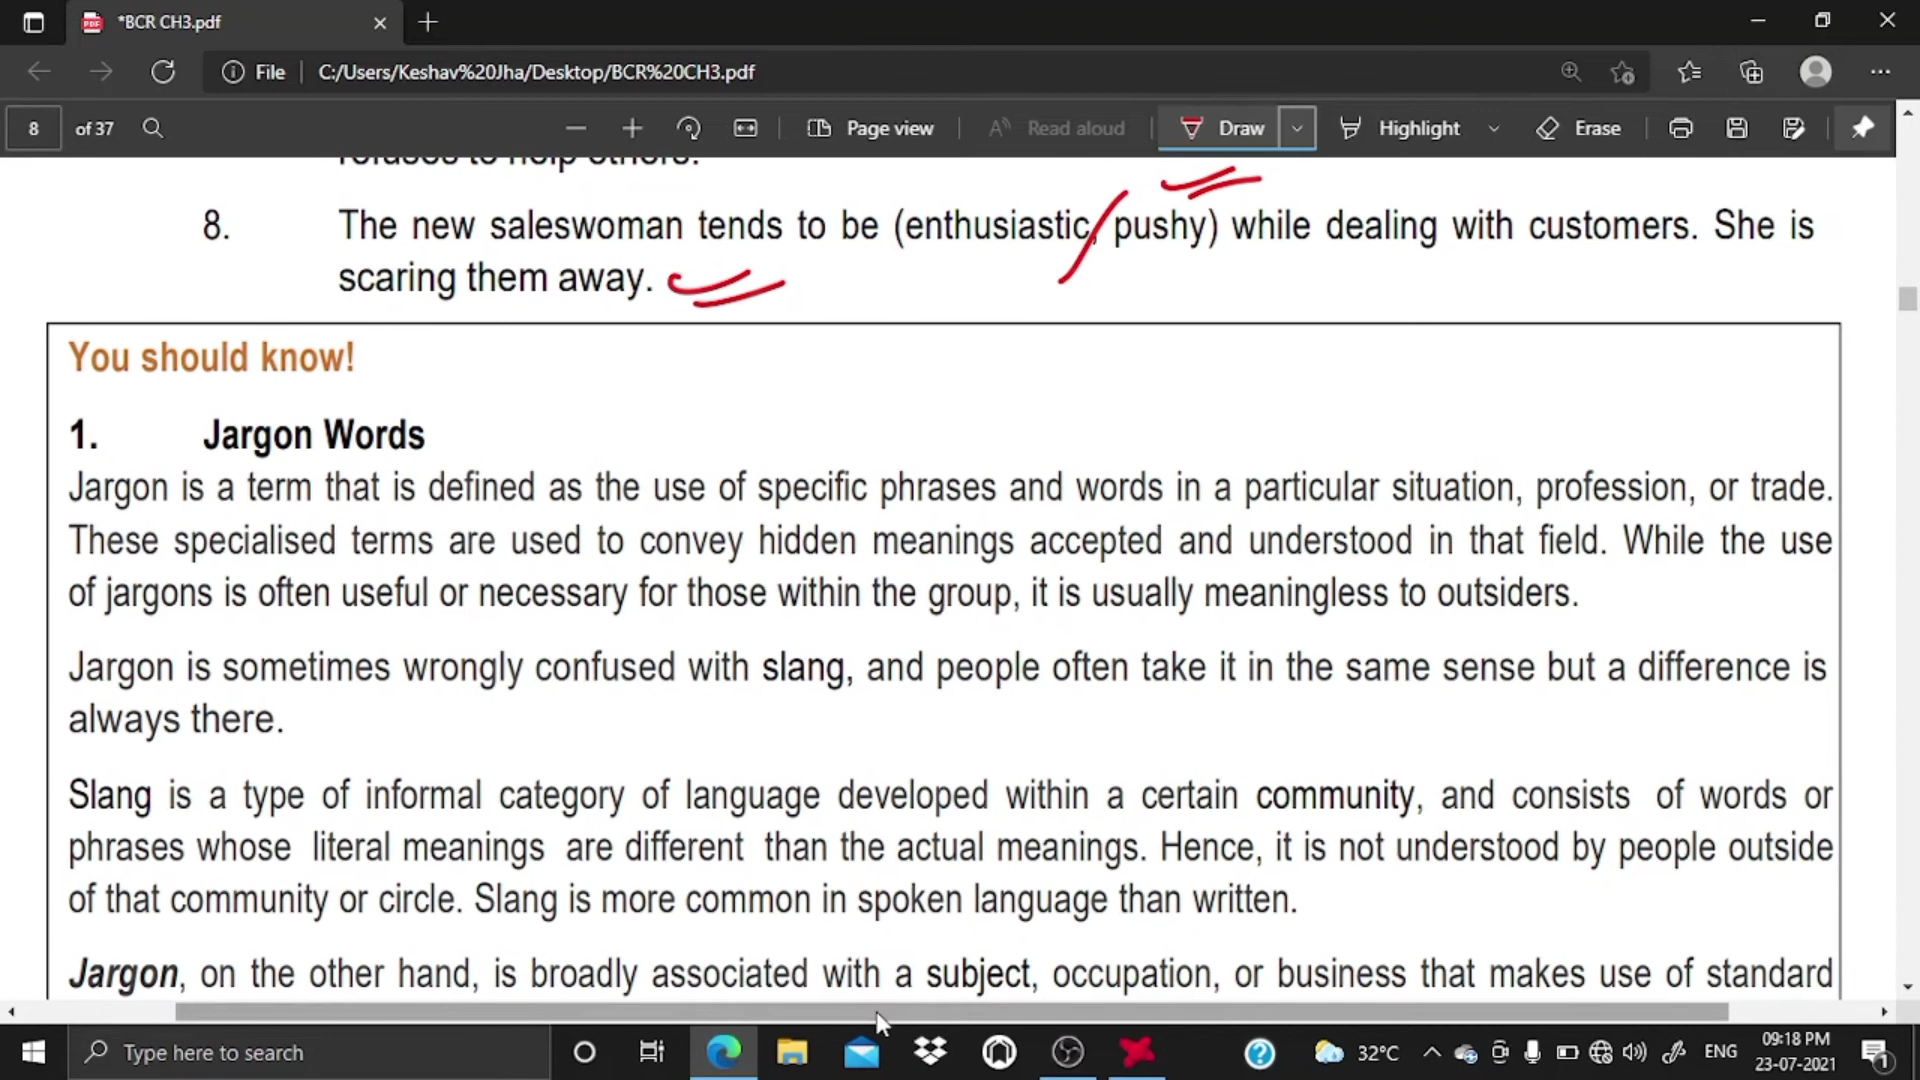 *BCR CH3.pdf
File C:/Users/Keshav%20Jha/Desktop/BCR%20CH3.pdf
8 of 37 Page view Read aloud Draw Highlight Erase
refuses to help others.
8. The new saleswoman tends to be (enthusiastic, pushy) while dealing with customers. She is
scaring them away.
You should know!
1. Jargon Words
Jargon is a term that is defined as the use of specific phrases and words in a particular situation, profession, or trade.
These specialised terms are used to convey hidden meanings accepted and understood in that field. While the use
of jargons is often useful or necessary for those within the group, it is usually meaningless to outsiders.
Jargon is sometimes wrongly confused with slang, and people often take it in the same sense but a difference is
always there.
Slang is a type of informal category of language developed within a certain community, and consists of words or
phrases whose literal meanings are different than the actual meanings. Hence, it is not understood by people outside
of that community or circle. Slang is more common in spoken language than written.
Jargon, on the other hand, is broadly associated with a subject, occupation, or business that makes use of standard
Type here to search 32°C ENG 09:18 PM
23-07-2021 1